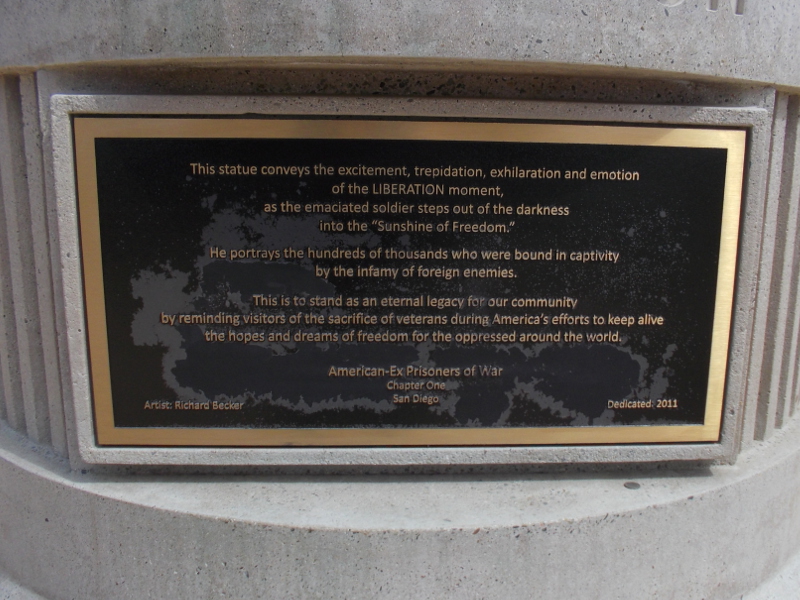 This statue conveys the excitement, trepidation, exhilaration and emotion
of the LIBERATION moment,
as the emaciated soldier steps out of the darkness
into the “Sunshine of Freedom.”
He portrays the hundreds of thousands who were bound in captivity
by the infamy of foreign enemies.
This is to stand as an eternal legacy for our community
by reminding visitors of the sacrifice of veterans during America’s efforts to keep alive
the hopes and dreams of freedom for the oppressed around the world.
American-Ex Prisoners of War
Chapter One
San Diego
Artist: Richard Becker
Dedicated: 2011